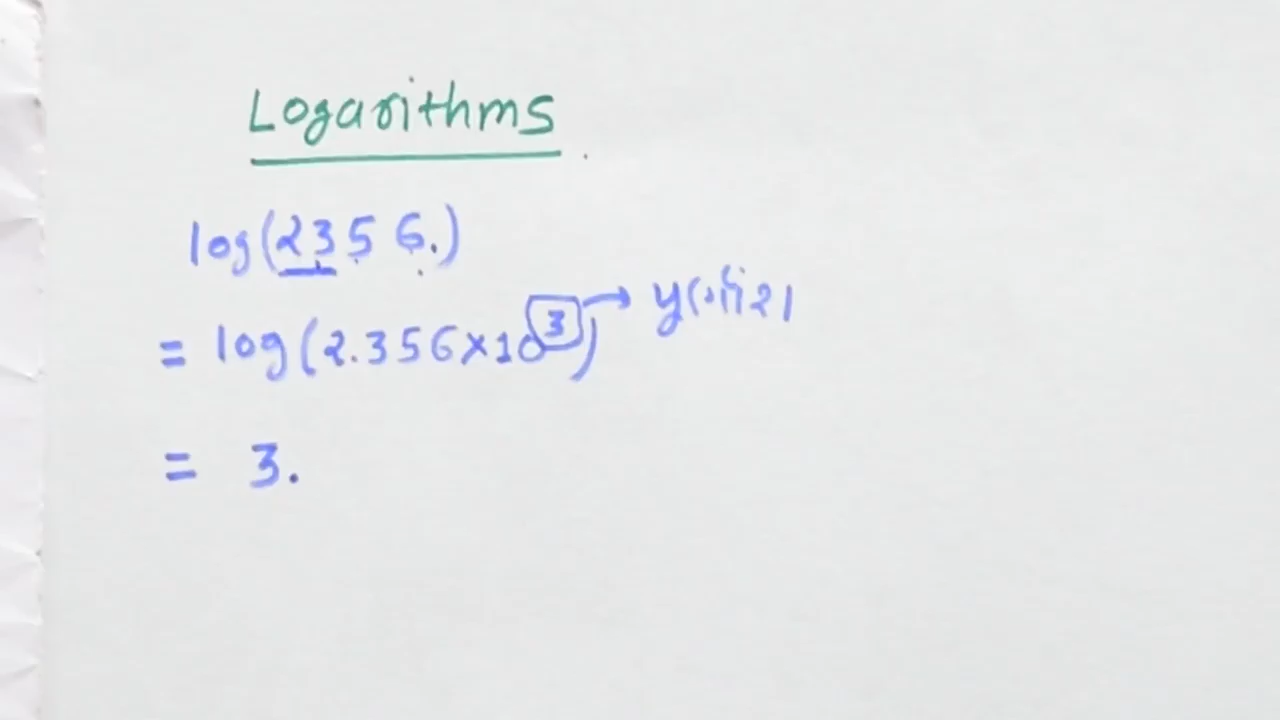 Logarithms
log(2356.)
= log(2.356×10³)
= 3.